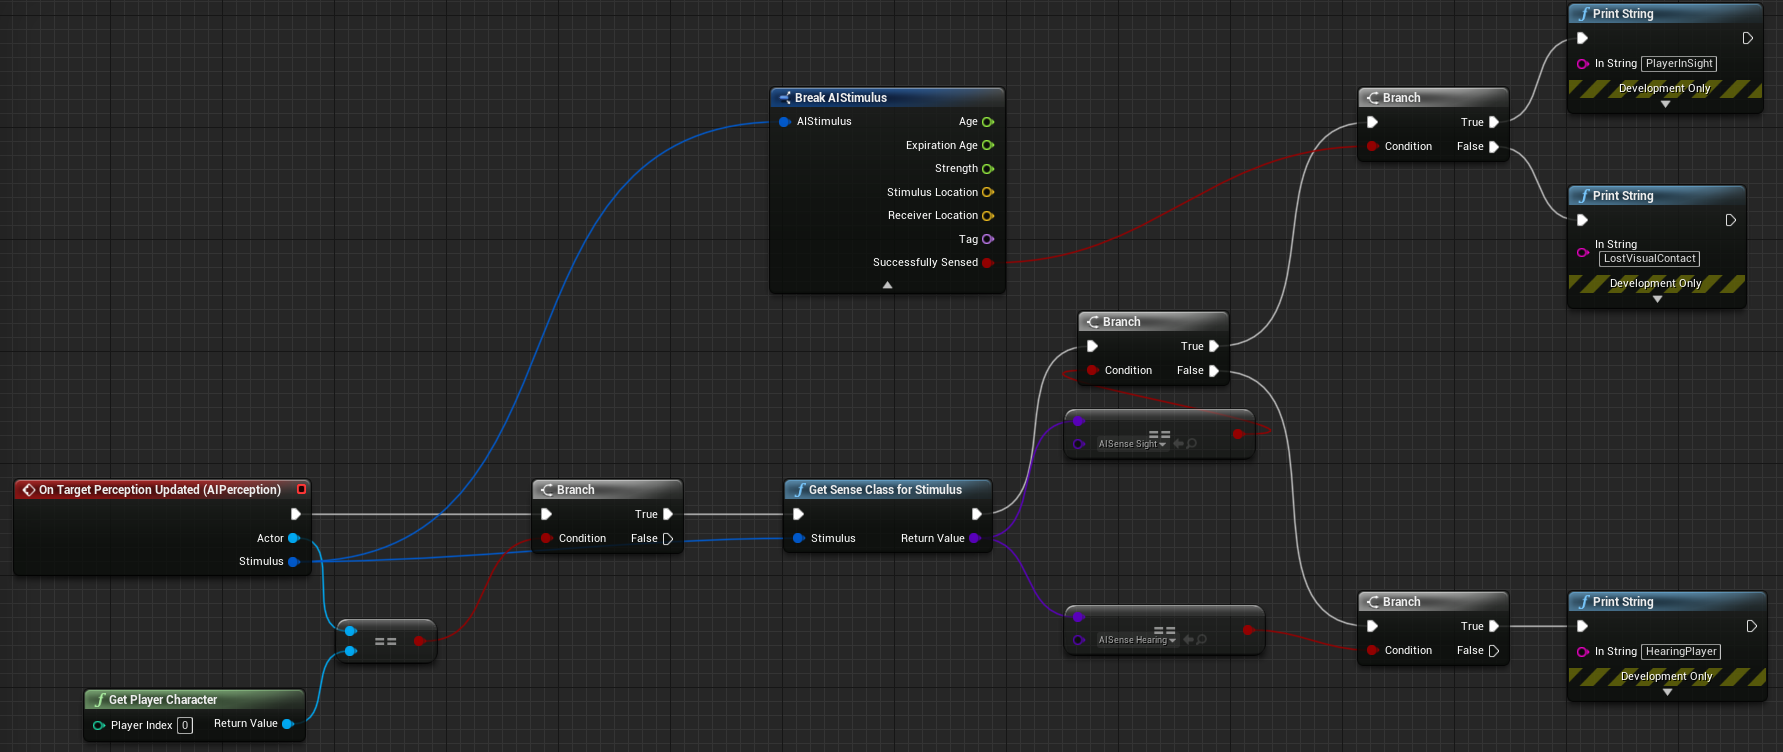 Print String
In String PlayerInSight
Development Only
Break AIStimulus
AIStimulus
Age
Expiration Age
Strength
Stimulus Location
Receiver Location
Tag
Successfully Sensed
Branch
True
Condition
False
Print String
In String
LostVisualContact
Development Only
Branch
True
Condition
False
==
AISense Sight
On Target Perception Updated (AIPerception)
Actor
Stimulus
Branch
True
Condition
False
Get Sense Class for Stimulus
Stimulus
Return Value
==
Get Player Character
Player Index 0
Return Value
==
AISense Hearing
Branch
True
Condition
False
Print String
In String HearingPlayer
Development Only